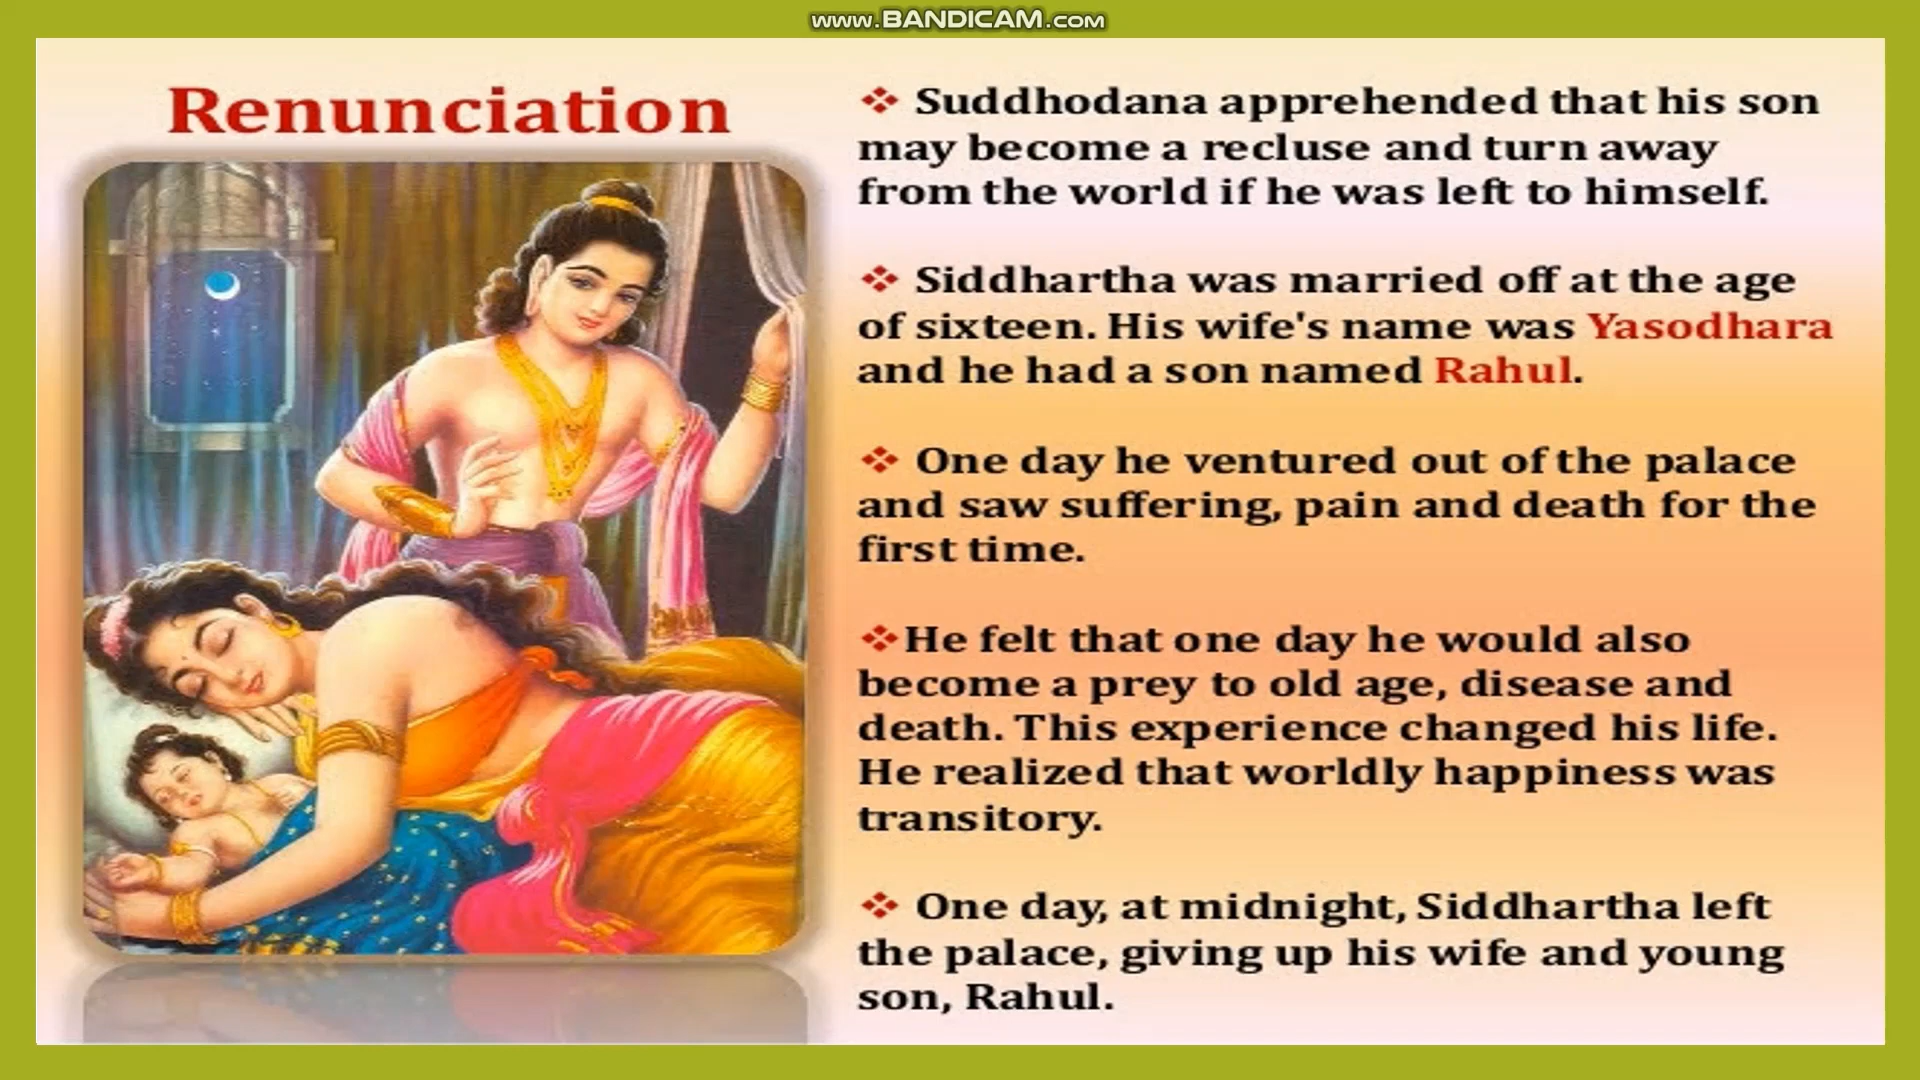 www.BANDICAM.com
Renunciation
❖ Suddhodana apprehended that his son
may become a recluse and turn away
from the world if he was left to himself.
❖ Siddhartha was married off at the age
of sixteen. His wife's name was Yasodhara
and he had a son named Rahul.
❖ One day he ventured out of the palace
and saw suffering, pain and death for the
first time.
❖He felt that one day he would also
become a prey to old age, disease and
death. This experience changed his life.
He realized that worldly happiness was
transitory.
❖ One day, at midnight, Siddhartha left
the palace, giving up his wife and young
son, Rahul.